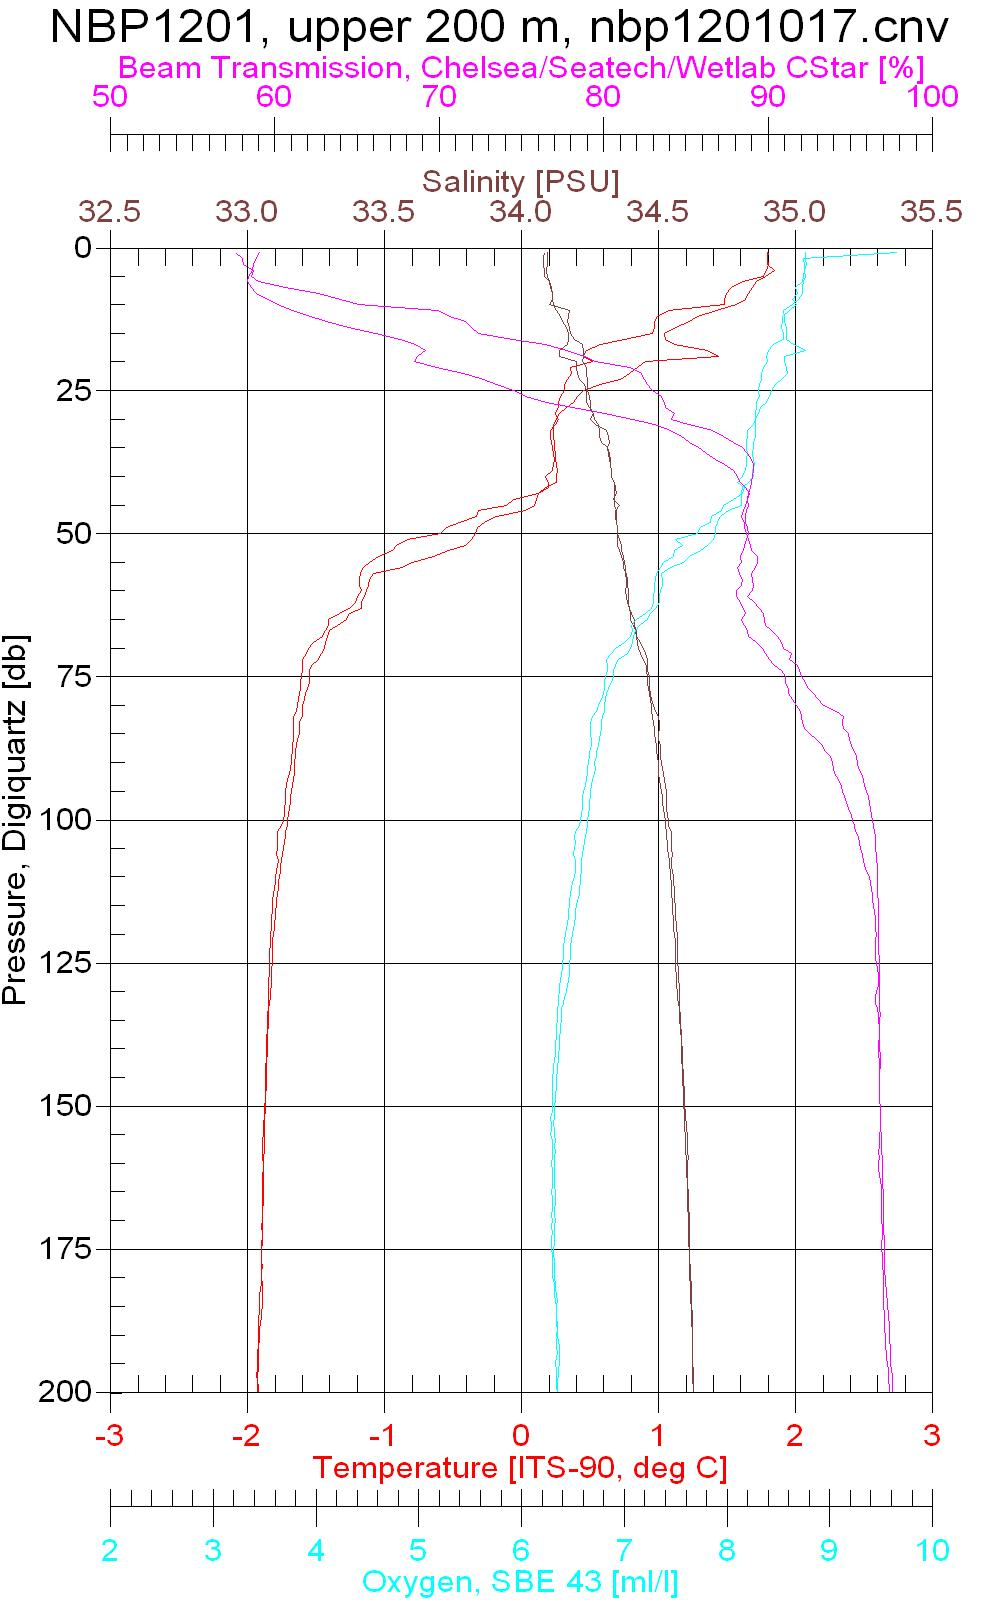 NBP1201, upper 200 m, nbp1201017.cnv
Beam Transmission, Chelsea/Seatech/Wetlab CStar [%]
50 60 70 80 90 100
Salinity [PSU]
32.5 33.0 33.5 34.0 34.5 35.0 35.5
0
25
50
75
100
125
150
175
200
Pressure, Digiquartz [db]
-3 -2 -1 0 1 2 3
Temperature [ITS-90, deg C]
2 3 4 5 6 7 8 9 10
Oxygen, SBE 43 [ml/l]